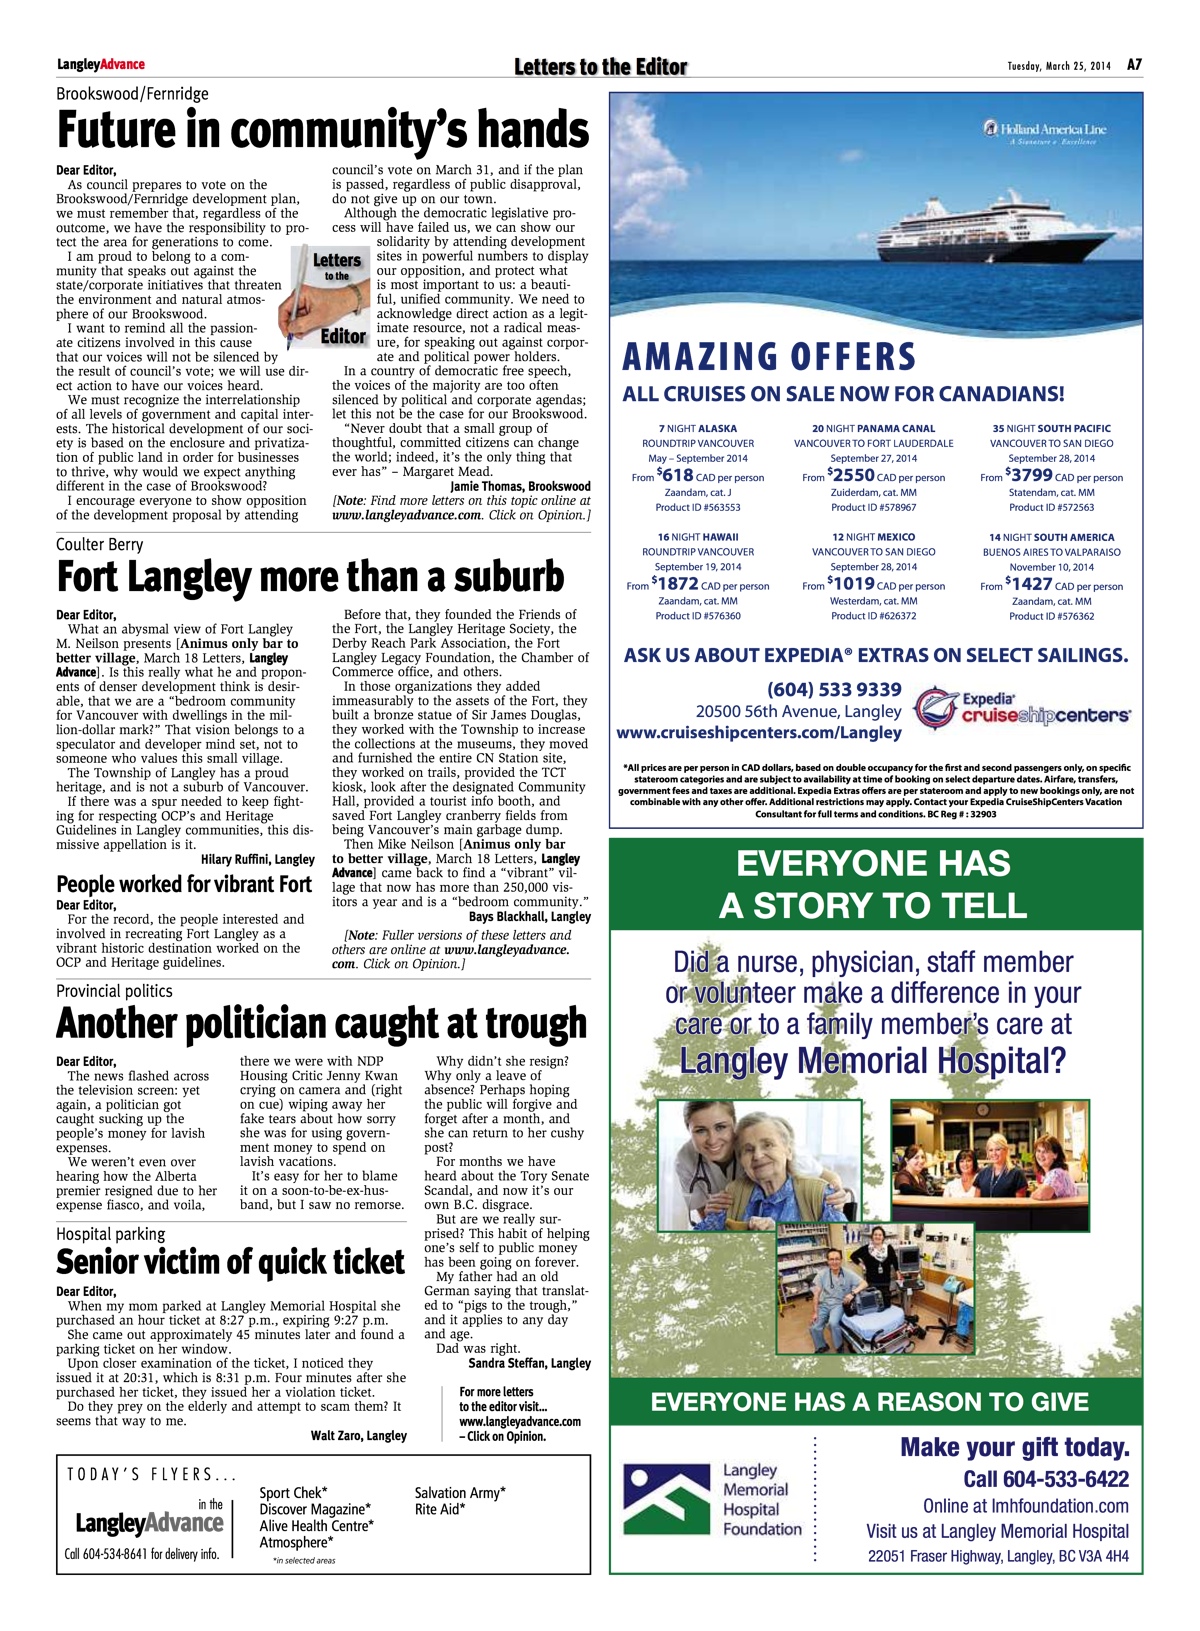 LangleyAdvance
Letters to the Editor
Tuesday, March 25, 2014 A7
Brookswood/Fernridge
Future in community's hands
Dear Editor,
As council prepares to vote on the
Brookswood/Fernridge development plan,
we must remember that, regardless of the
outcome, we have the responsibility to pro-
tect the area for generations to come.
I am proud to belong to a com-
munity that speaks out against the
state/corporate initiatives that threaten
the environment and natural atmos-
phere of our Brookswood.
I want to remind all the passion-
ate citizens involved in this cause
that our voices will not be silenced by
the result of council's vote; we will use dir-
ect action to have our voices heard.
We must recognize the interrelationship
of all levels of government and capital inter-
ests. The historical development of our soci-
ety is based on the enclosure and privatiza-
tion of public land in order for businesses
to thrive, why would we expect anything
different in the case of Brookswood?
I encourage everyone to show opposition
of the development proposal by attending
council's vote on March 31, and if the plan
is passed, regardless of public disapproval,
do not give up on our town.
Although the democratic legislative pro-
cess will have failed us, we can show our
solidarity by attending development
sites in powerful numbers to display
our opposition, and protect what
is most important to us: a beauti-
ful, unified community. We need to
acknowledge direct action as a legit-
imate resource, not a radical meas-
ure, for speaking out against corpor-
ate and political power holders.
In a country of democratic free speech,
the voices of the majority are too often
silenced by political and corporate agendas;
let this not be the case for our Brookswood.
"Never doubt that a small group of
thoughtful, committed citizens can change
the world; indeed, it's the only thing that
ever has" – Margaret Mead.
Jamie Thomas, Brookswood
[Note: Find more letters on this topic online at
www.langleyadvance.com. Click on Opinion.]
Letters
to the
Editor
Coulter Berry
Fort Langley more than a suburb
Dear Editor,
What an abysmal view of Fort Langley
M. Neilson presents [Animus only bar to
better village, March 18 Letters, Langley
Advance]. Is this really what he and propon-
ents of denser development think is desir-
able, that we are a "bedroom community
for Vancouver with dwellings in the mil-
lion-dollar mark?" That vision belongs to a
speculator and developer mind set, not to
someone who values this small village.
The Township of Langley has a proud
heritage, and is not a suburb of Vancouver.
If there was a spur needed to keep fight-
ing for respecting OCP's and Heritage
Guidelines in Langley communities, this dis-
missive appellation is it.
Hilary Ruffini, Langley
People worked for vibrant Fort
Dear Editor,
For the record, the people interested and
involved in recreating Fort Langley as a
vibrant historic destination worked on the
OCP and Heritage guidelines.
Before that, they founded the Friends of
the Fort, the Langley Heritage Society, the
Derby Reach Park Association, the Fort
Langley Legacy Foundation, the Chamber of
Commerce office, and others.
In those organizations they added
immeasurably to the assets of the Fort, they
built a bronze statue of Sir James Douglas,
they worked with the Township to increase
the collections at the museums, they moved
and furnished the entire CN Station site,
they worked on trails, provided the TCT
kiosk, look after the designated Community
Hall, provided a tourist info booth, and
saved Fort Langley cranberry fields from
being Vancouver's main garbage dump.
Then Mike Neilson [Animus only bar
to better village, March 18 Letters, Langley
Advance] came back to find a "vibrant" vil-
lage that now has more than 250,000 vis-
itors a year and is a "bedroom community."
Bays Blackhall, Langley
[Note: Fuller versions of these letters and
others are online at www.langleyadvance.
com. Click on Opinion.]
Provincial politics
Another politician caught at trough
Dear Editor,
The news flashed across
the television screen: yet
again, a politician got
caught sucking up the
people's money for lavish
expenses.
We weren't even over
hearing how the Alberta
premier resigned due to her
expense fiasco, and voila,
there we were with NDP
Housing Critic Jenny Kwan
crying on camera and (right
on cue) wiping away her
fake tears about how sorry
she was for using govern-
ment money to spend on
lavish vacations.
It's easy for her to blame
it on a soon-to-be-ex-hus-
band, but I saw no remorse.
Why didn't she resign?
Why only a leave of
absence? Perhaps hoping
the public will forgive and
forget after a month, and
she can return to her cushy
post?
For months we have
heard about the Tory Senate
Scandal, and now it's our
own B.C. disgrace.
But are we really sur-
prised? This habit of helping
one's self to public money
has been going on forever.
My father had an old
German saying that translat-
ed to "pigs to the trough,"
and it applies to any day
and age.
Dad was right.
Sandra Steffan, Langley
Hospital parking
Senior victim of quick ticket
Dear Editor,
When my mom parked at Langley Memorial Hospital she
purchased an hour ticket at 8:27 p.m., expiring 9:27 p.m.
She came out approximately 45 minutes later and found a
parking ticket on her window.
Upon closer examination of the ticket, I noticed they
issued it at 20:31, which is 8:31 p.m. Four minutes after she
purchased her ticket, they issued her a violation ticket.
Do they prey on the elderly and attempt to scam them? It
seems that way to me.
Walt Zaro, Langley
For more letters
to the editor visit...
www.langleyadvance.com
– Click on Opinion.
TODAY'S FLYERS...
in the
LangleyAdvance
Call 604-534-8641 for delivery info.
Sport Chek*
Discover Magazine*
Alive Health Centre*
Atmosphere*
*in selected areas
Salvation Army*
Rite Aid*
Holland America Line
A Signature of Excellence
AMAZING OFFERS
ALL CRUISES ON SALE NOW FOR CANADIANS!
7 NIGHT ALASKA
ROUNDTRIP VANCOUVER
May – September 2014
From $618 CAD per person
Zaandam, cat. J
Product ID #563553
20 NIGHT PANAMA CANAL
VANCOUVER TO FORT LAUDERDALE
September 27, 2014
From $2550 CAD per person
Zuiderdam, cat. MM
Product ID #578967
35 NIGHT SOUTH PACIFIC
VANCOUVER TO SAN DIEGO
September 28, 2014
From $3799 CAD per person
Statendam, cat. MM
Product ID #572563
16 NIGHT HAWAII
ROUNDTRIP VANCOUVER
September 19, 2014
From $1872 CAD per person
Zaandam, cat. MM
Product ID #576360
12 NIGHT MEXICO
VANCOUVER TO SAN DIEGO
September 28, 2014
From $1019 CAD per person
Westerdam, cat. MM
Product ID #626372
14 NIGHT SOUTH AMERICA
BUENOS AIRES TO VALPARAISO
November 10, 2014
From $1427 CAD per person
Zaandam, cat. MM
Product ID #576362
ASK US ABOUT EXPEDIA® EXTRAS ON SELECT SAILINGS.
(604) 533 9339
20500 56th Avenue, Langley
www.cruiseshipcenters.com/Langley
Expedia®
cruiseshipcenters®
*All prices are per person in CAD dollars, based on double occupancy for the first and second passengers only, on specific
stateroom categories and are subject to availability at time of booking on select departure dates. Airfare, transfers,
government fees and taxes are additional. Expedia Extras offers are per stateroom and apply to new bookings only, are not
combinable with any other offer. Additional restrictions may apply. Contact your Expedia CruiseShipCenters Vacation
Consultant for full terms and conditions. BC Reg # : 32903
EVERYONE HAS
A STORY TO TELL
Did a nurse, physician, staff member
or volunteer make a difference in your
care or to a family member's care at
Langley Memorial Hospital?
EVERYONE HAS A REASON TO GIVE
Langley
Memorial
Hospital
Foundation
Make your gift today.
Call 604-533-6422
Online at lmhfoundation.com
Visit us at Langley Memorial Hospital
22051 Fraser Highway, Langley, BC V3A 4H4